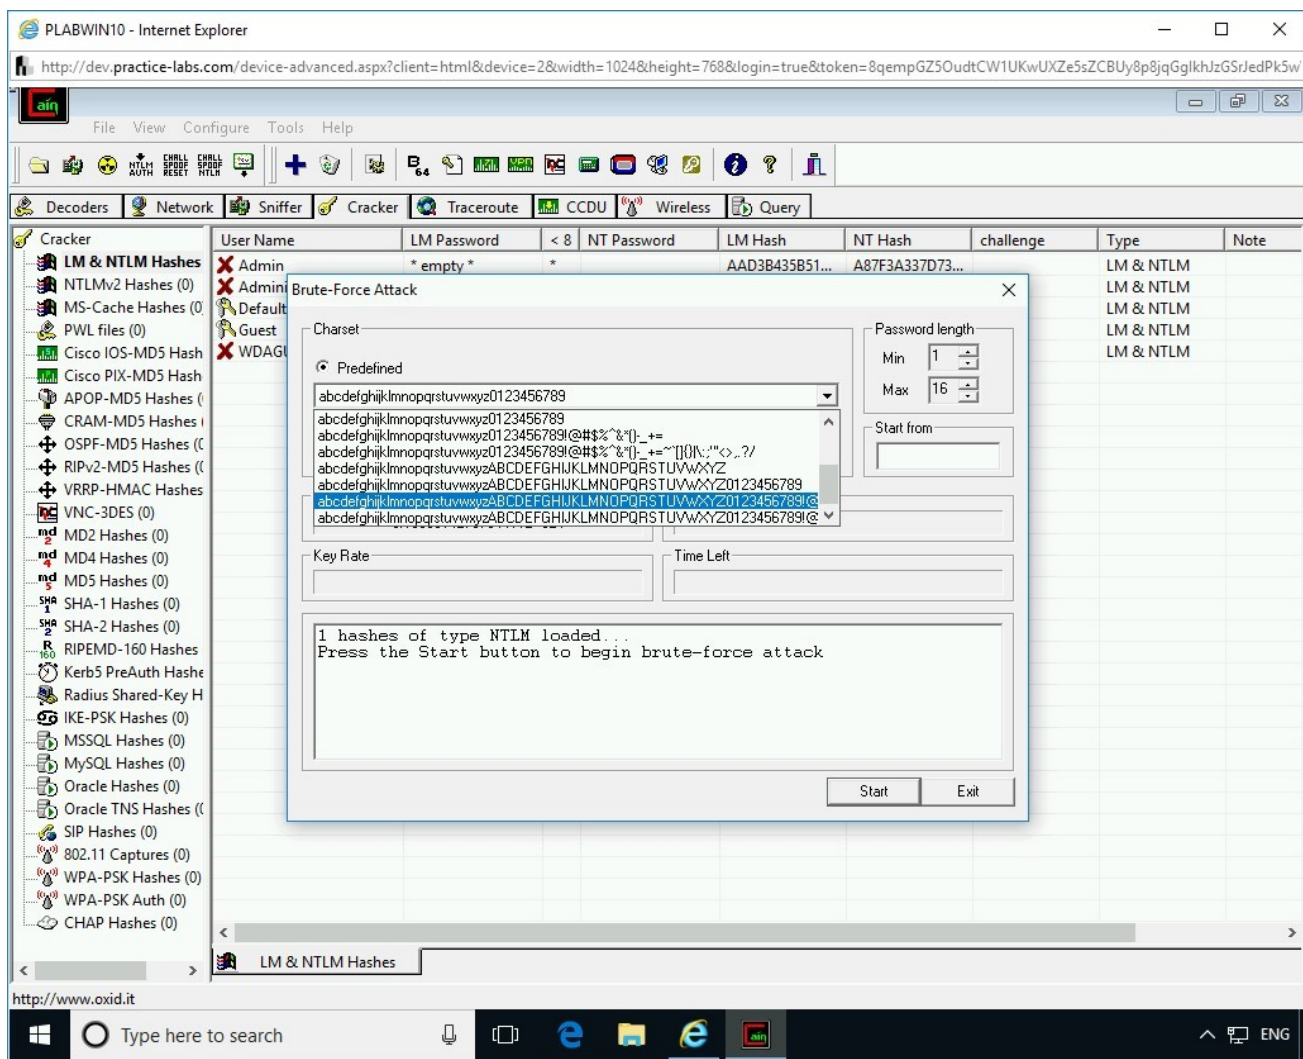 PLABWIN10 - Internet Explorer
http://dev.practice-labs.com/device-advanced.aspx?client=html&device=2&width=1024&height=768&login=true&token=
File View Configure Tools Help
Decoders Network Sniffer Cracker Traceroute CCDU Wireless Query
Cracker
LM & NTLM Hashes
NTLMv2 Hashes (0)
MS-Cache Hashes (0
PWL files (0)
Cisco IOS-MD5 Hash
Cisco PIX-MD5 Hash
APOP-MD5 Hashes (
CRAM-MD5 Hashes
OSPF-MD5 Hashes ((
RIPv2-MD5 Hashes ((
VRRP-HMAC Hashes
VNC-3DES (0)
MD2 Hashes (0)
MD4 Hashes (0)
MD5 Hashes (0)
SHA-1 Hashes (0)
SHA-2 Hashes (0)
RIPEMD-160 Hashes
Kerb5 PreAuth Hashe
Radius Shared-Key H
IKE-PSK Hashes (0)
MSSQL Hashes (0)
MySQL Hashes (0)
Oracle Hashes (0)
Oracle TNS Hashes ((
SIP Hashes (0)
802.11 Captures (0)
WPA-PSK Hashes (0)
WPA-PSK Auth (0)
CHAP Hashes (0)
User Name LM Password < 8 NT Password LM Hash NT Hash challenge Type Note
Admin * empty * * AAD3B435B51... A87F3A337D73... LM & NTLM
Admini LM & NTLM
Default LM & NTLM
Guest LM & NTLM
WDAGU LM & NTLM
Brute-Force Attack
Charset
Predefined
abcdefghijklmnopqrstuvwxyz0123456789
abcdefghijklmnopqrstuvwxyz0123456789
abcdefghijklmnopqrstuvwxyz0123456789!@#$%^&*()-_+=
abcdefghijklmnopqrstuvwxyz0123456789!@#$%^&*()-_+=~`[]{}|\:;'"<>,.?/
abcdefghijklmnopqrstuvwxyzABCDEFGHIJKLMNOPQRSTUVWXYZ
abcdefghijklmnopqrstuvwxyzABCDEFGHIJKLMNOPQRSTUVWXYZ0123456789
abcdefghijklmnopqrstuvwxyzABCDEFGHIJKLMNOPQRSTUVWXYZ0123456789!@
abcdefghijklmnopqrstuvwxyzABCDEFGHIJKLMNOPQRSTUVWXYZ0123456789!@
Password length
Min 1
Max 16
Start from
Key Rate
Time Left
1 hashes of type NTLM loaded...
Press the Start button to begin brute-force attack
Start Exit
LM & NTLM Hashes
http://www.oxid.it
Type here to search
ENG